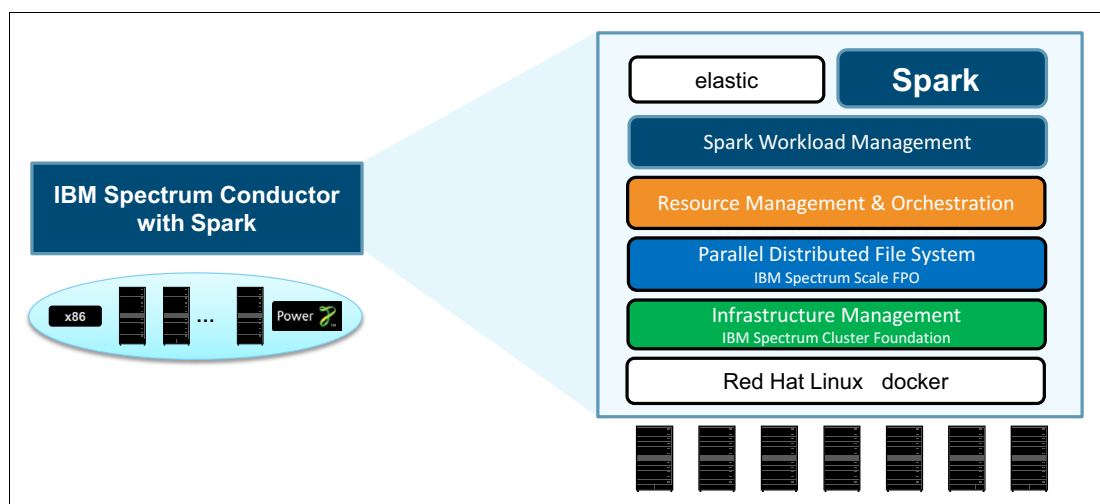 IBM Spectrum Conductor
with Spark
x86
...
Power
TM
elastic
Spark
Spark Workload Management
Resource Management & Orchestration
Parallel Distributed File System
IBM Spectrum Scale FPO
Infrastructure Management
IBM Spectrum Cluster Foundation
Red Hat Linux docker